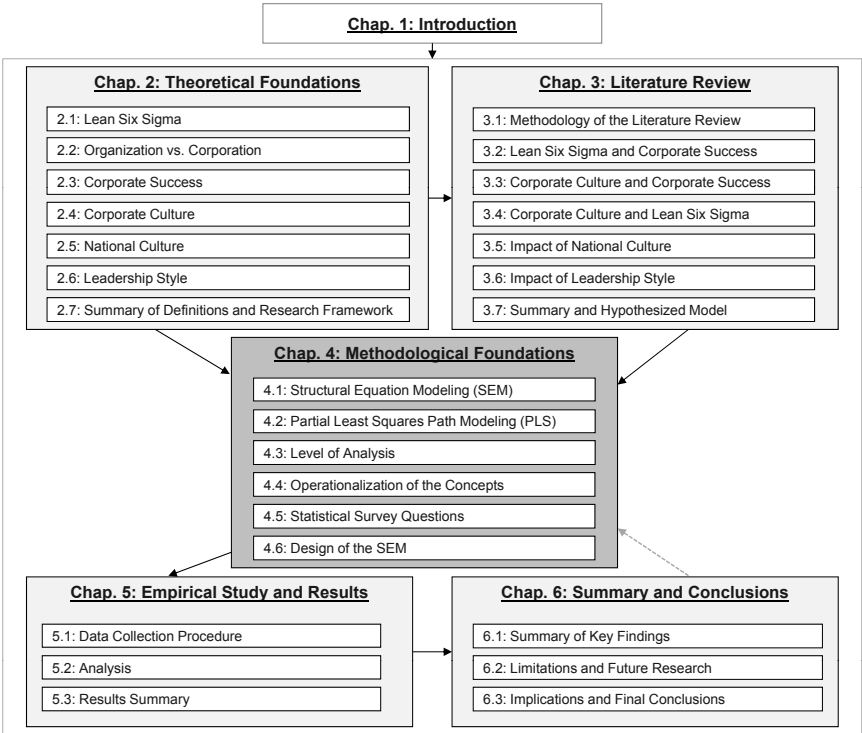 Chap. 1: Introduction
Chap. 2: Theoretical Foundations
2.1: Lean Six Sigma
2.2: Organization vs. Corporation
2.3: Corporate Success
2.4: Corporate Culture
2.5: National Culture
2.6: Leadership Style
2.7: Summary of Definitions and Research Framework
Chap. 3: Literature Review
3.1: Methodology of the Literature Review
3.2: Lean Six Sigma and Corporate Success
3.3: Corporate Culture and Corporate Success
3.4: Corporate Culture and Lean Six Sigma
3.5: Impact of National Culture
3.6: Impact of Leadership Style
3.7: Summary and Hypothesized Model
Chap. 4: Methodological Foundations
4.1: Structural Equation Modeling (SEM)
4.2: Partial Least Squares Path Modeling (PLS)
4.3: Level of Analysis
4.4: Operationalization of the Concepts
4.5: Statistical Survey Questions
4.6: Design of the SEM
Chap. 5: Empirical Study and Results
5.1: Data Collection Procedure
5.2: Analysis
5.3: Results Summary
Chap. 6: Summary and Conclusions
6.1: Summary of Key Findings
6.2: Limitations and Future Research
6.3: Implications and Final Conclusions